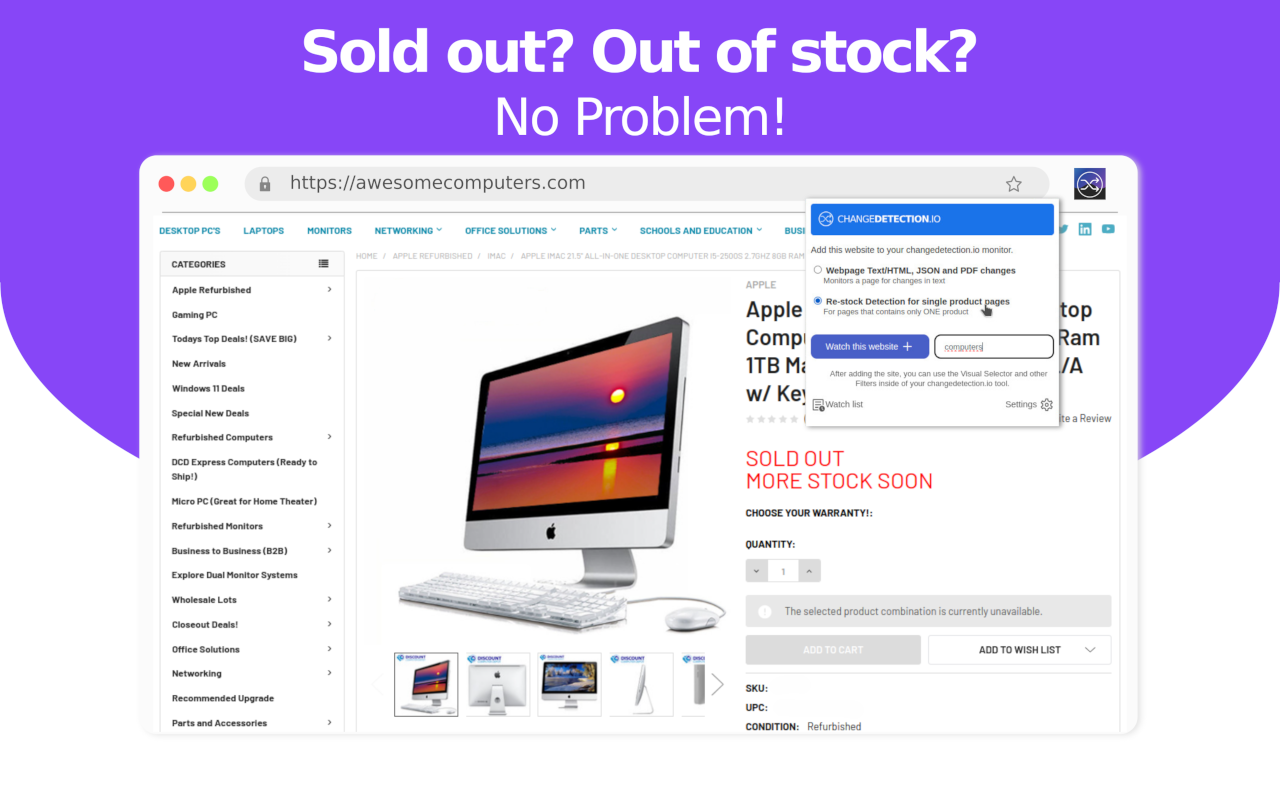 Sold out? Out of stock?
No Problem!
https://awesomecomputers.com
DESKTOP PC'S LAPTOPS MONITORS NETWORKING OFFICE SOLUTIONS PARTS SCHOOLS AND EDUCATION BUSI
CHANGEDETECTION.IO
Add this website to your changedetection.io monitor.
Webpage Text/HTML, JSON and PDF changes
Monitors a page for changes in text
Re-stock Detection for single product pages
For pages that contains only ONE product
Watch this website +
computers
After adding the site, you can use the Visual Selector and other
Filters inside of your changedetection.io tool.
Watch list
Settings
HOME / APPLE REFURBISHED / IMAC / APPLE IMAC 21.5" ALL-IN-ONE DESKTOP COMPUTER I5-2500S 2.7GHZ 8GB RAM
CATEGORIES
Apple Refurbished
Gaming PC
Todays Top Deals! (SAVE BIG)
New Arrivals
Windows 11 Deals
Special New Deals
Refurbished Computers
DCD Express Computers (Ready to
Ship!)
Micro PC (Great for Home Theater)
Refurbished Monitors
Business to Business (B2B)
Explore Dual Monitor Systems
Wholesale Lots
Closeout Deals!
Office Solutions
Networking
Recommended Upgrade
Parts and Accessories
DISCOUNT
DISCOUNT
DISCOUNT
DISCOUNT
DISC
APPLE
Apple top
Comp Ram
1TB Ma /A
w/ Key
te a Review
SOLD OUT
MORE STOCK SOON
CHOOSE YOUR WARRANTY!:
QUANTITY:
1
The selected product combination is currently unavailable.
ADD TO CART
ADD TO WISH LIST
SKU:
UPC:
CONDITION: Refurbished